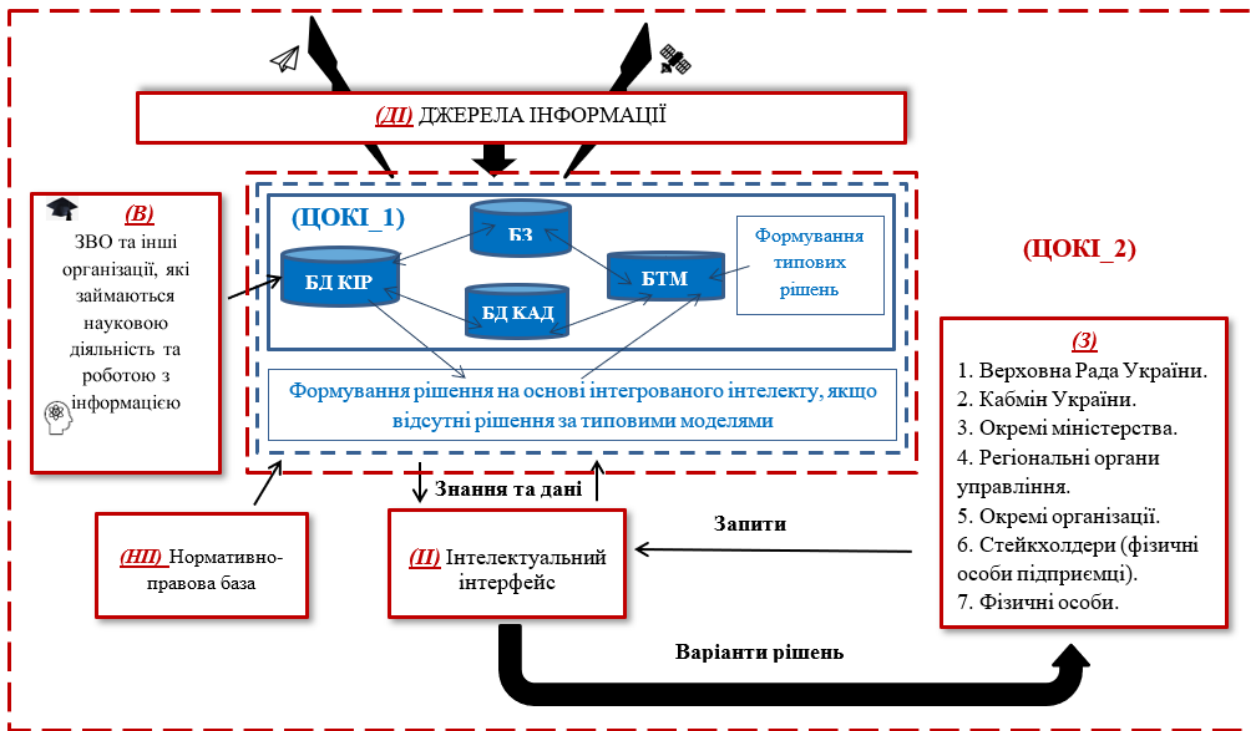 (ДІ) ДЖЕРЕЛА ІНФОРМАЦІЇ
(В)
ЗВО та інші
організації, які
займаються
науковою
діяльність та
роботою з
інформацією
(ЦОКІ_1)
БЗ
БД КІР
БТМ
БД КАД
Формування
типових
рішень
Формування рішення на основі інтегрованого інтелекту, якщо
відсутні рішення за типовими моделями
(ЦОКІ_2)
(З)
1. Верховна Рада України.
2. Кабмін України.
3. Окремі міністерства.
4. Регіональні органи
управління.
5. Окремі організації.
6. Стейкхолдери (фізичні
особи підприємці).
7. Фізичні особи.
Знання та дані
Запити
(НП) Нормативно-
правова база
(ІІ) Інтелектуальний
інтерфейс
Варіанти рішень